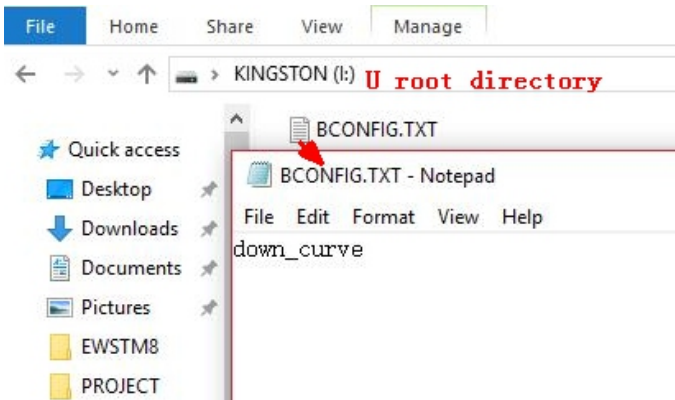 File Home Share View Manage
KINGSTON (I:) U root directory
BCONFIG.TXT
Quick access
BCONFIG.TXT - Notepad
Desktop
File Edit Format View Help
Downloads
down_curve
Documents
Pictures
EWSTM8
PROJECT